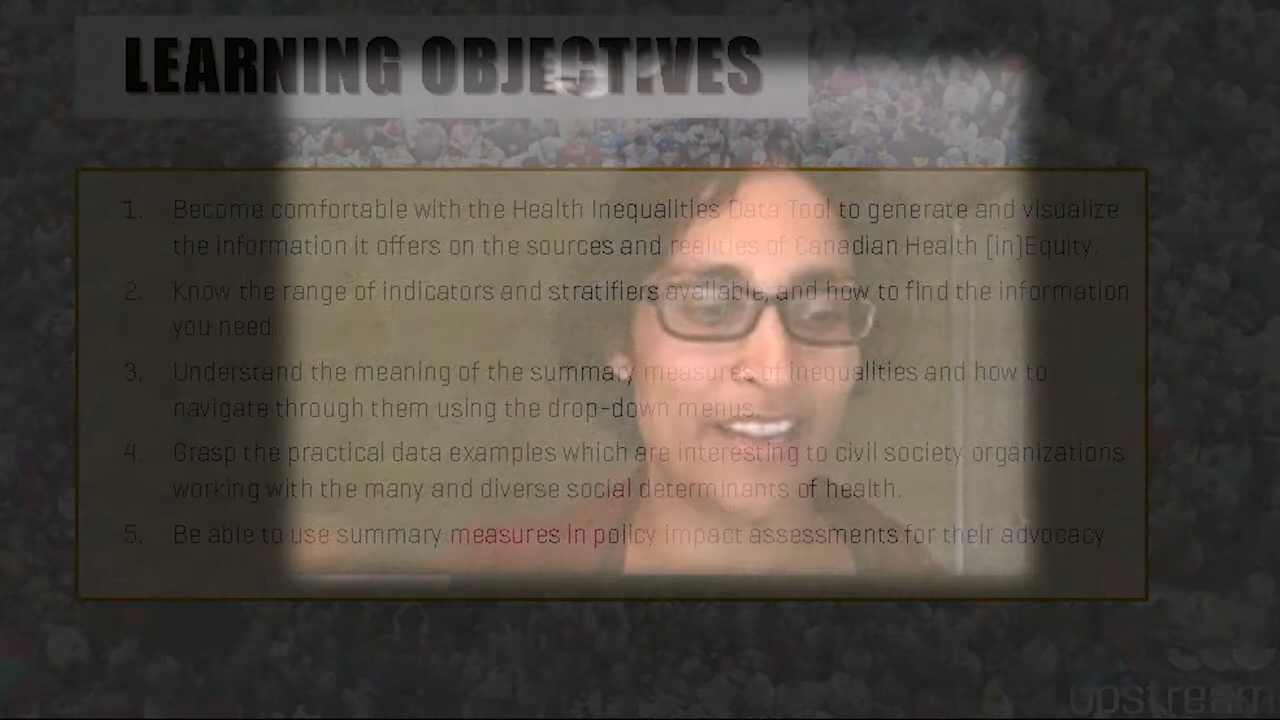 LEARNING OBJECTIVES
1. Become comfortable with the Health Inequalities Data Tool to generate and visualize
the information it offers on the sources and realities of Canadian Health (in)Equity.
2. Know the range of indicators and stratifiers available and how to find the information
you need.
3. Understand the meaning of the summary measures of inequalities and how to
navigate through them using the drop-down menus.
4. Grasp the practical data examples which are interesting to civil society organizations
working with the many and diverse social determinants of health.
5. Be able to use summary measures in policy impact assessments for their advocacy
upstream